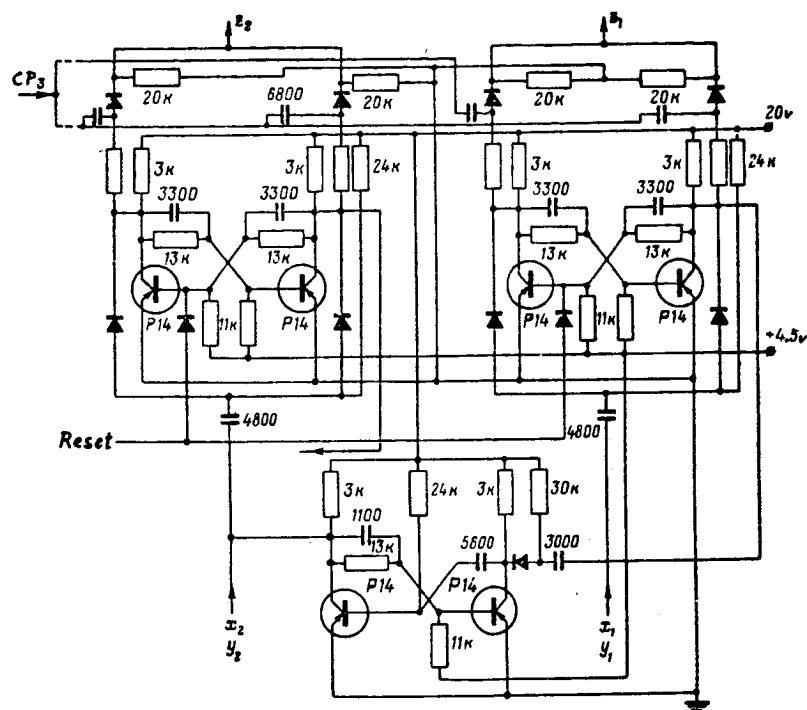 z₂ z₁
CP₃
20к 6800 20к 20к 20к
20v
3к 3к 24к 3к 3к 24к
3300 3300 3300 3300
13к 13к 13к 13к
P14 11к P14 P14 11к P14
+4.5v
4800 4800
Reset
3к 24к 3к 30к
1100 5600 3000
13к
P14 P14
11к
x₂ x₁
y₂ y₁